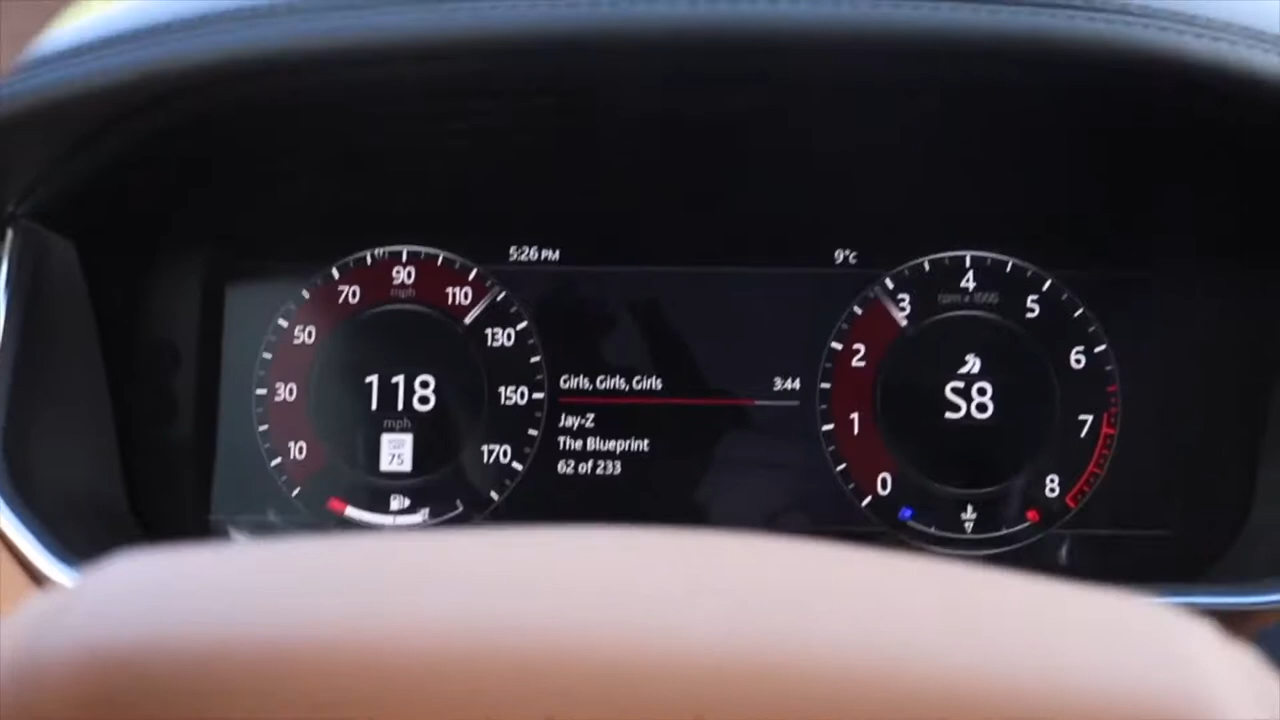 5:26 PM
9°C
90
mph
70
110
50
130
30
150
10
170
118
mph
75
Girls, Girls, Girls
3:44
Jay-Z
The Blueprint
62 of 233
4
rpm x 1000
3
5
2
6
1
7
0
8
S8